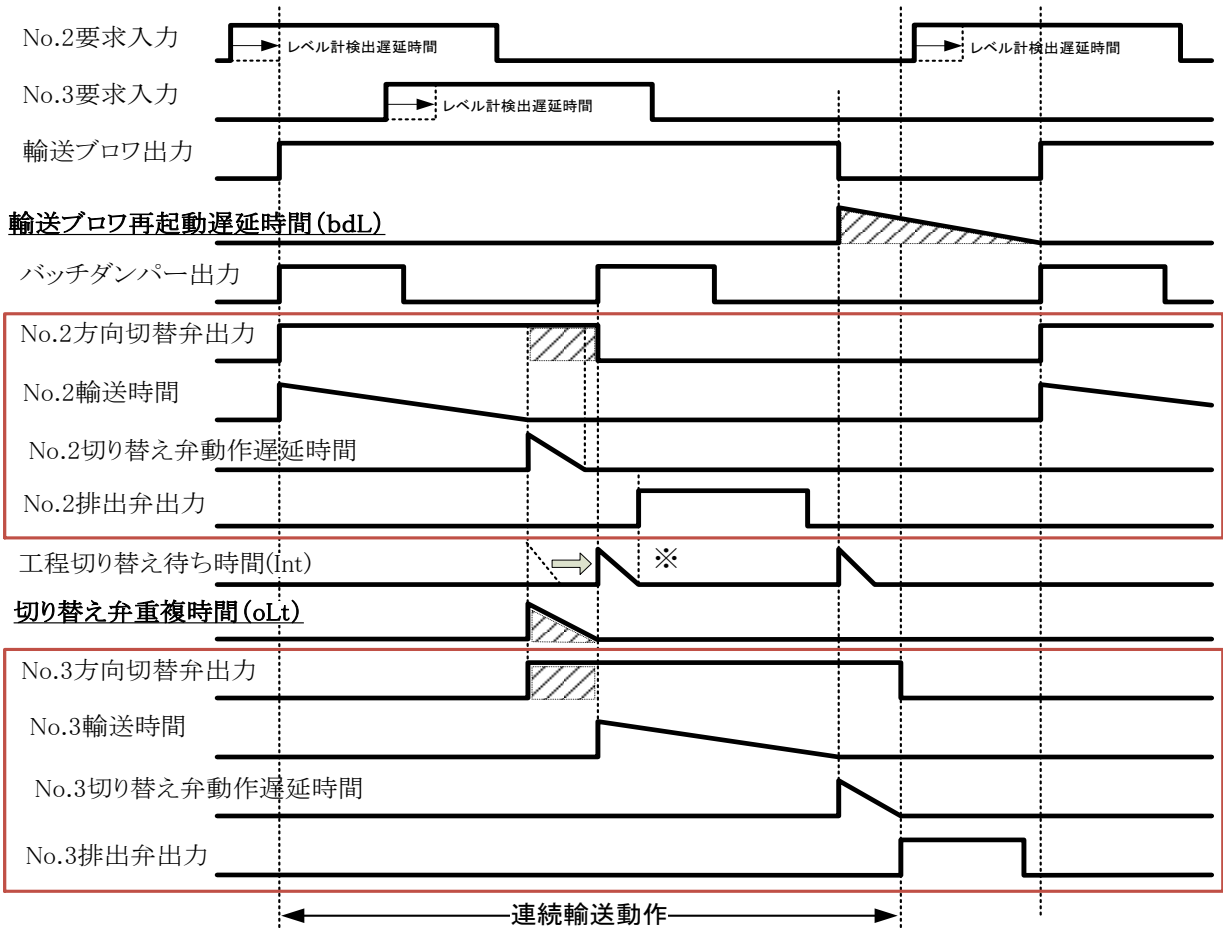 No.2要求入力
レベル計検出遅延時間
レベル計検出遅延時間
No.3要求入力
レベル計検出遅延時間
輸送ブロワ出力
輸送ブロワ再起動遅延時間(bdL)
バッチダンパー出力
No.2方向切替弁出力
No.2輸送時間
No.2切り替え弁動作遅延時間
No.2排出弁出力
工程切り替え待ち時間(Int)
※
切り替え弁重複時間(oLt)
No.3方向切替弁出力
No.3輸送時間
No.3切り替え弁動作遅延時間
No.3排出弁出力
連続輸送動作